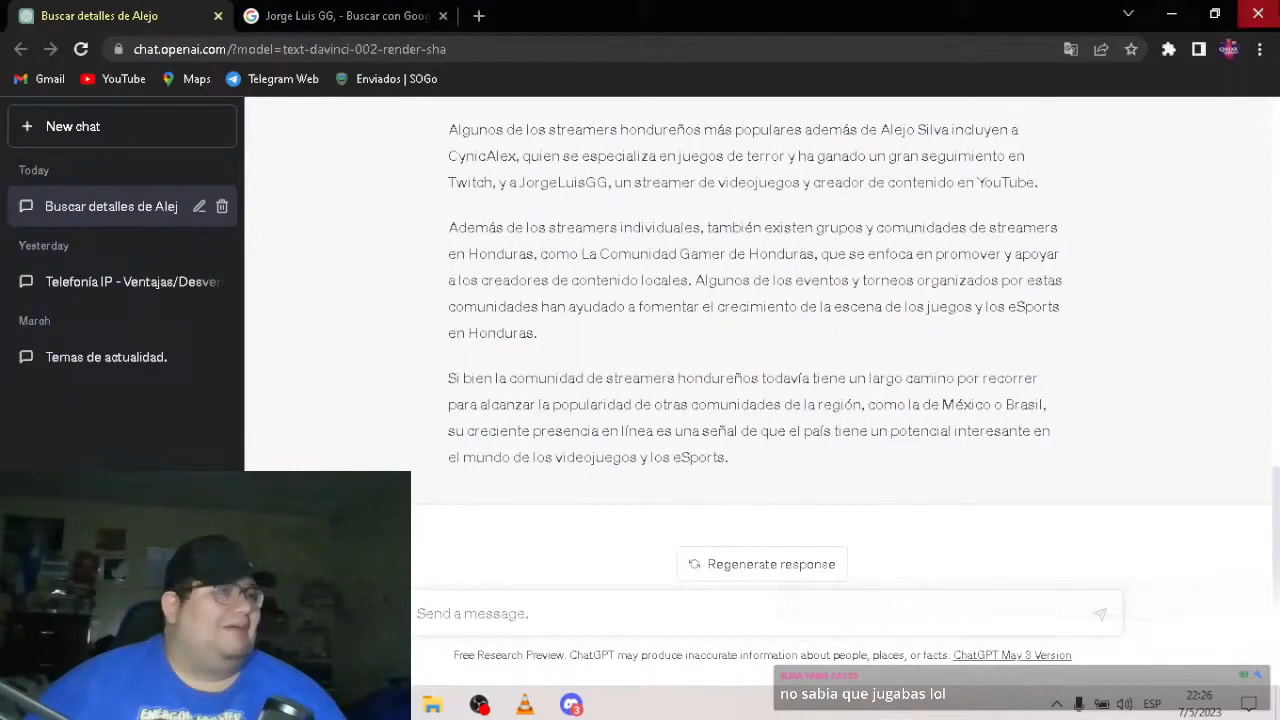 Buscar detalles de Alejo
Jorge Luis GG, - Buscar con Goog
chat.openai.com/?model=text-davinci-002-render-sha
Gmail
YouTube
Maps
Telegram Web
Enviados | SOGo
New chat
Today
Buscar detalles de Alej
Yesterday
Telefonía IP - Ventajas/Desven
March
Temas de actualidad.
Algunos de los streamers hondureños más populares además de Alejo Silva incluyen a
CynicAlex, quien se especializa en juegos de terror y ha ganado un gran seguimiento en
Twitch, y a JorgeLuisGG, un streamer de videojuegos y creador de contenido en YouTube.
Además de los streamers individuales, también existen grupos y comunidades de streamers
en Honduras, como La Comunidad Gamer de Honduras, que se enfoca en promover y apoyar
a los creadores de contenido locales. Algunos de los eventos y torneos organizados por estas
comunidades han ayudado a fomentar el crecimiento de la escena de los juegos y los eSports
en Honduras.
Si bien la comunidad de streamers hondureños todavía tiene un largo camino por recorrer
para alcanzar la popularidad de otras comunidades de la región, como la de México o Brasil,
su creciente presencia en línea es una señal de que el país tiene un potencial interesante en
el mundo de los videojuegos y los eSports.
Regenerate response
Send a message.
Free Research Preview. ChatGPT may produce inaccurate information about people, places, or facts. ChatGPT May 3 Version
no sabia que jugabas lol
3
ESP
22:26
7/5/2023